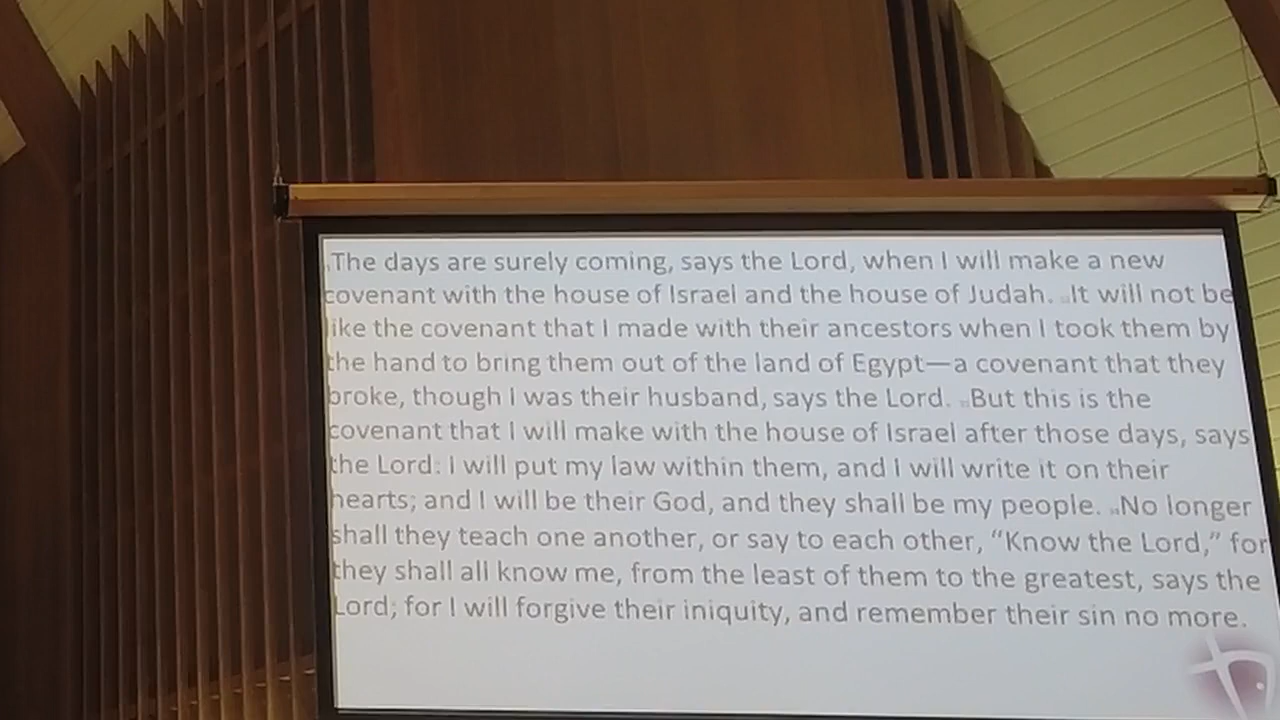 The days are surely coming, says the Lord, when I will make a new
covenant with the house of Israel and the house of Judah. It will not be
like the covenant that I made with their ancestors when I took them by
the hand to bring them out of the land of Egypt—a covenant that they
broke, though I was their husband, says the Lord. But this is the
covenant that I will make with the house of Israel after those days, says
the Lord: I will put my law within them, and I will write it on their
hearts; and I will be their God, and they shall be my people. No longer
shall they teach one another, or say to each other, “Know the Lord,” for
they shall all know me, from the least of them to the greatest, says the
Lord; for I will forgive their iniquity, and remember their sin no more.